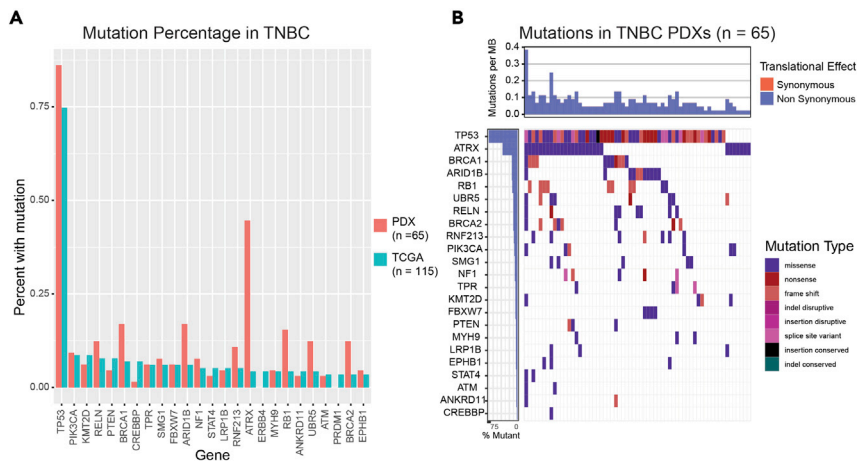 A
Mutation Percentage in TNBC
Percent with mutation
0.75
0.50
0.25
0.00
TP53
PIK3CA
KMT2D
RELN
PTEN
BRCA1
CREBBP
TPR
SMG1
FBXW7
ARID1B
NF1
STAT4
LRP1B
RNF213
ATRX
ERBB4
MYH9
RB1
ANKRD11
UBR5
ATM
PRDM1
BRCA2
EPHB1
Gene
PDX
(n =65)
TCGA
(n = 115)
B
Mutations in TNBC PDXs (n = 65)
Mutations per MB
0.4
0.3
0.2
0.1
0.0
Translational Effect
Synonymous
Non Synonymous
TP53
ATRX
BRCA1
ARID1B
RB1
UBR5
RELN
BRCA2
RNF213
PIK3CA
SMG1
NF1
TPR
KMT2D
FBXW7
PTEN
MYH9
LRP1B
EPHB1
STAT4
ATM
ANKRD11
CREBBP
75 0
% Mutant
Mutation Type
missense
nonsense
frame shift
indel disruptive
insertion disruptive
splice site variant
insertion conserved
indel conserved